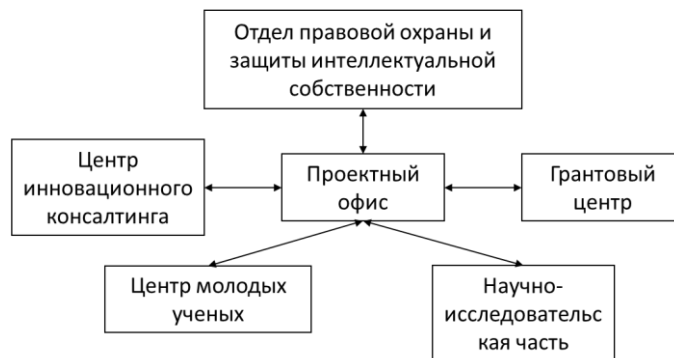 Отдел правовой охраны и
защиты интеллектуальной
собственности
Центр
инновационного
консалтинга
Проектный
офис
Грантовый
центр
Центр молодых
ученых
Научно-
исследовательс
кая часть